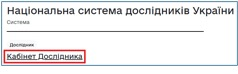 Національна система дослідників України
Система
Дослідник
Кабінет Дослідника